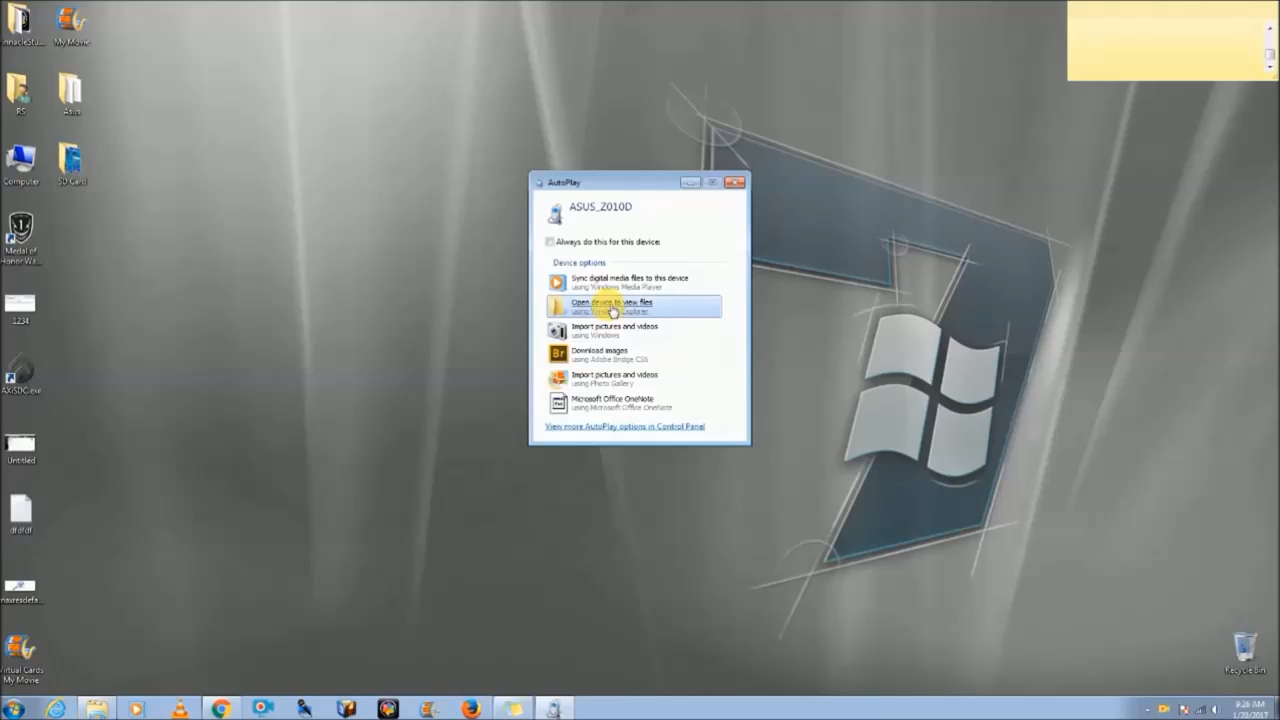 My Movie
RS
Asus
Computer
SD Card
Medal of
Honor Wa...
1234
AXiSDC.exe
Untitled
dfdfdf
Virtual Cards
My Movie
AutoPlay
ASUS_Z010D
Always do this for this device:
Device options
Sync digital media files to this device
using Windows Media Player
Open device to view files
using Windows Explorer
Import pictures and videos
using Windows
Download images
using Adobe Bridge CS6
Import pictures and videos
using Photo Gallery
Microsoft Office OneNote
using Microsoft Office OneNote
View more AutoPlay options in Control Panel
Recycle Bin
9:26 AM
1/20/2017